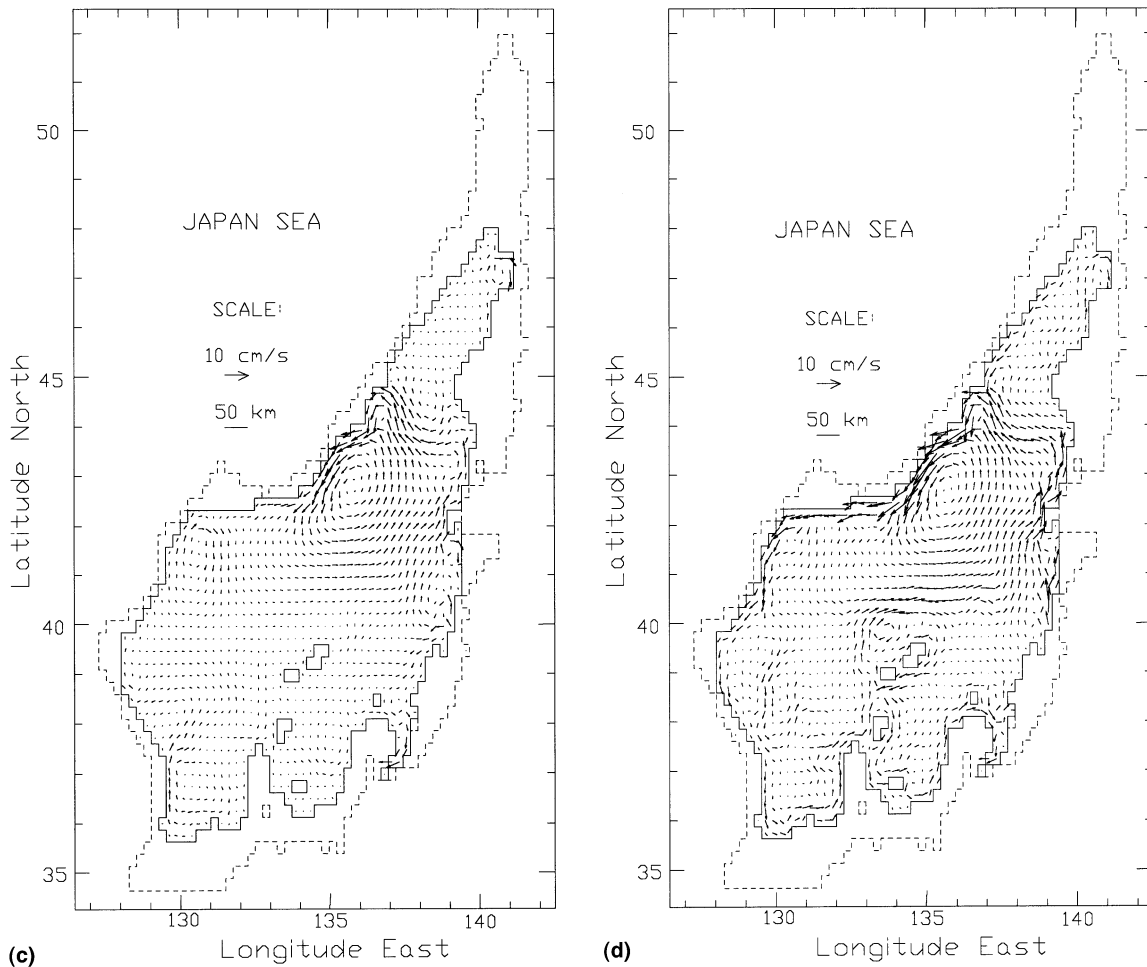 50
45
40
35
JAPAN SEA
SCALE:
10 cm/s
50 km
Latitude North
130
135
140
Longitude East
(c)
50
45
40
35
JAPAN SEA
SCALE:
10 cm/s
50 km
Latitude North
130
135
140
Longitude East
(d)